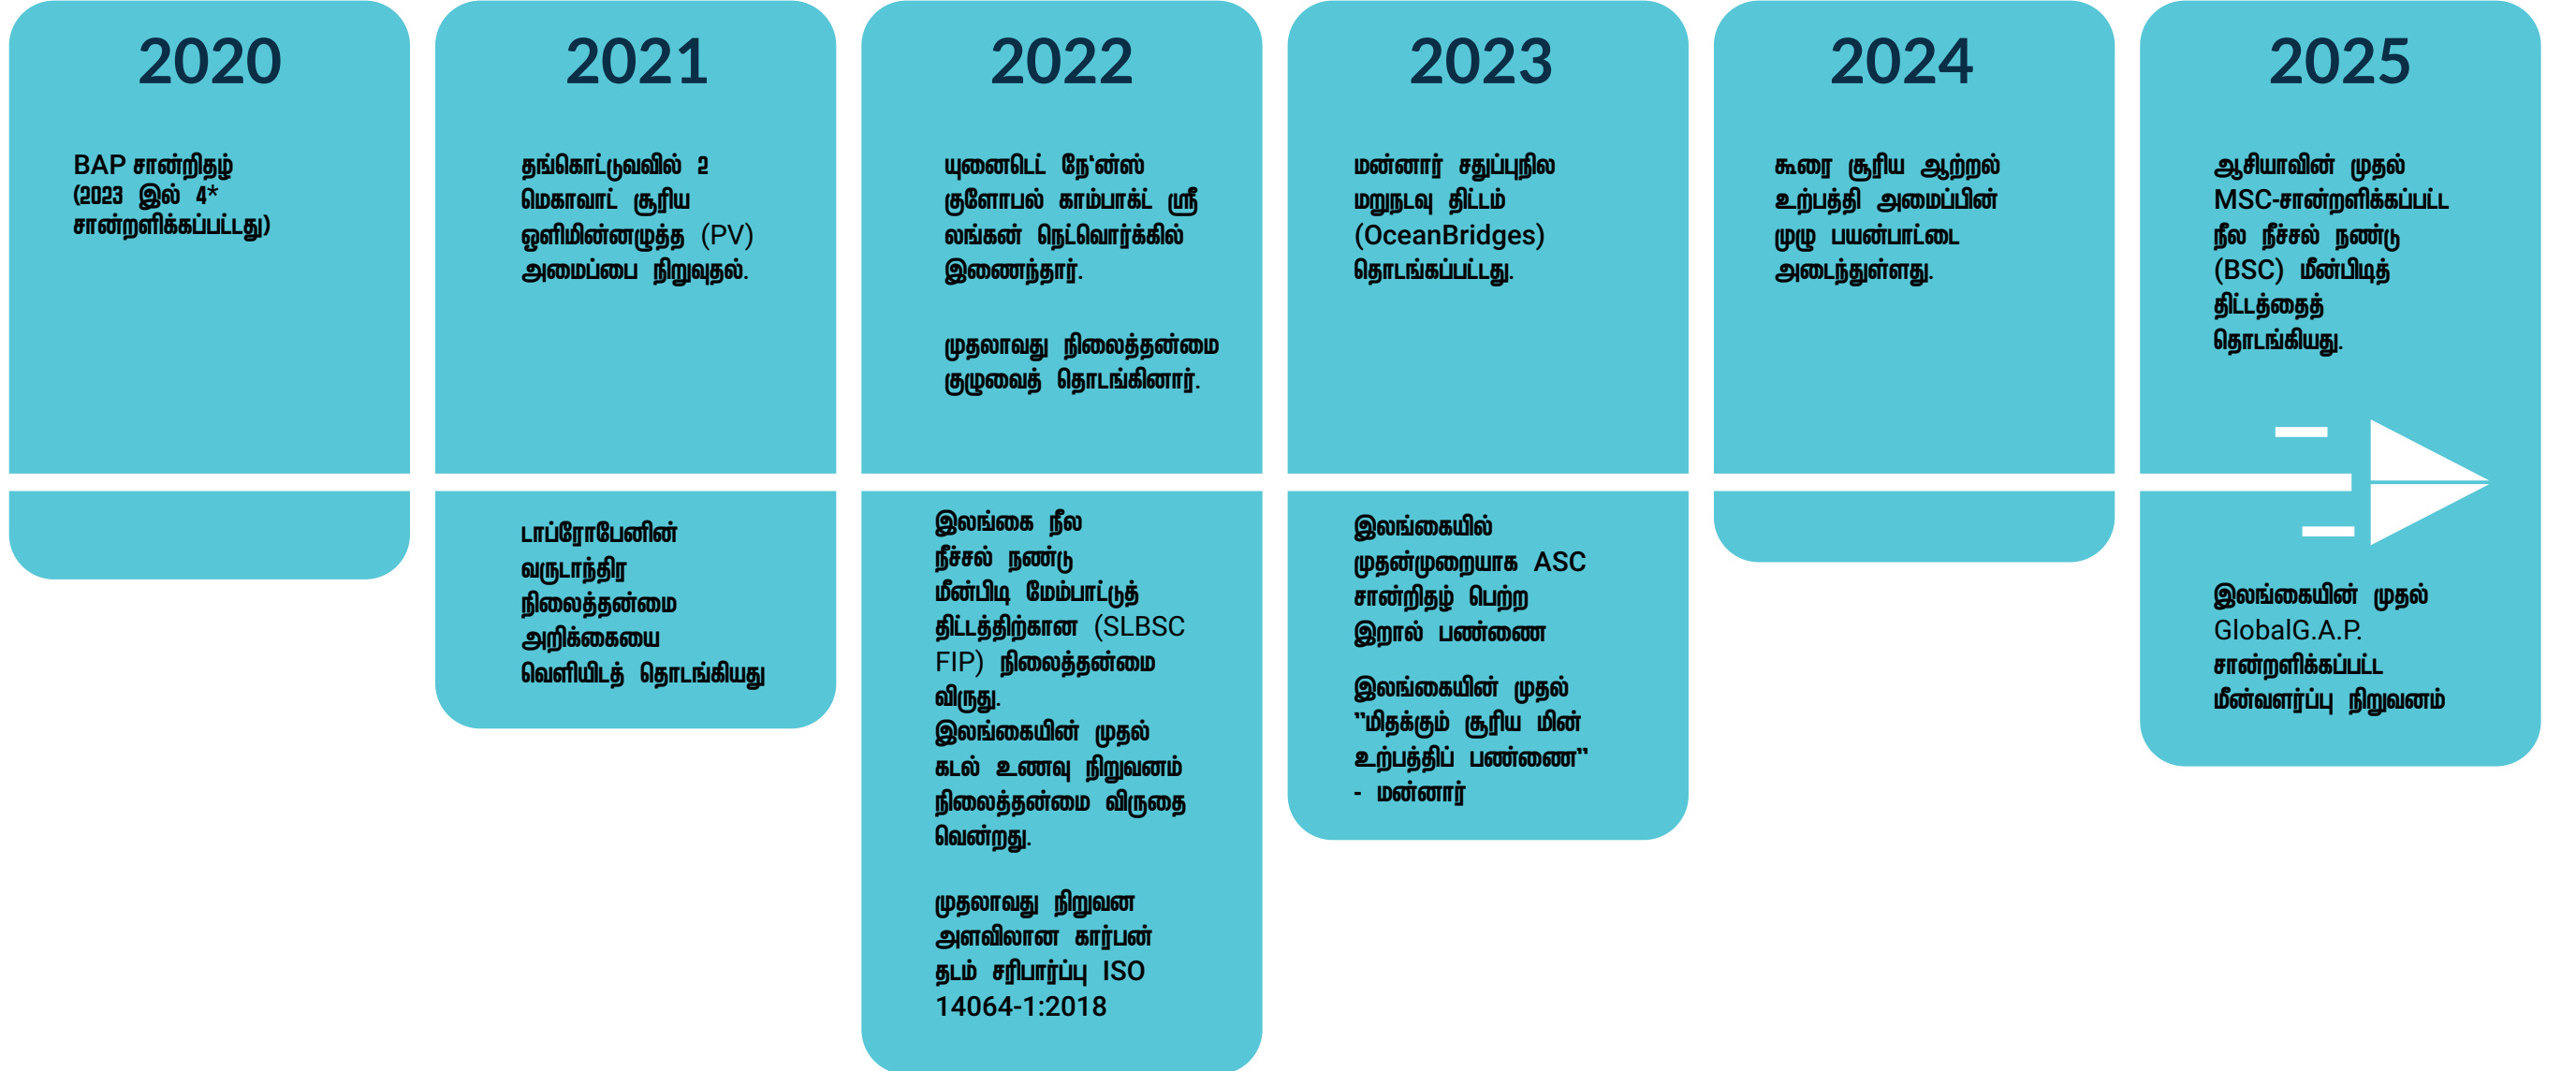 2020
BAP சான்றிதழ்
(2023 இல் 4*
சான்றளிக்கப்பட்டது)
2021
தங்கொட்டுவவில் 2
மெகாவாட் சூரிய
ஒளிமின்னழுத்த (PV)
அமைப்பை நிறுவுதல்.
டாப்ரோபேனின்
வருடாந்திர
நிலைத்தன்மை
அறிக்கையை
வெளியிடத் தொடங்கியது
2022
யுனைடெட் நே'ன்ஸ்
குளோபல் காம்பாக்ட் ஸ்ரீ
லங்கன் நெட்வொர்க்கில்
இணைந்தார்.
முதலாவது நிலைத்தன்மை
குழுவைத் தொடங்கினார்.
இலங்கை நீல
நீச்சல் நண்டு
மீன்பிடி மேம்பாட்டுத்
திட்டத்திற்கான (SLBSC
FIP) நிலைத்தன்மை
விருது.
இலங்கையின் முதல்
கடல் உணவு நிறுவனம்
நிலைத்தன்மை விருதை
வென்றது.
முதலாவது நிறுவன
அளவிலான கார்பன்
தடம் சரிபார்ப்பு ISO
14064-1:2018
2023
மன்னார் சதுப்புநில
மறுநடவு திட்டம்
(OceanBridges)
தொடங்கப்பட்டது.
இலங்கையில்
முதன்முறையாக ASC
சான்றிதழ் பெற்ற
இறால் பண்ணை
இலங்கையின் முதல்
"மிதக்கும் சூரிய மின்
உற்பத்திப் பண்ணை"
- மன்னார்
2024
கூரை சூரிய ஆற்றல்
உற்பத்தி அமைப்பின்
முழு பயன்பாட்டை
அடைந்துள்ளது.
2025
ஆசியாவின் முதல்
MSC-சான்றளிக்கப்பட்ட
நீல நீச்சல் நண்டு
(BSC) மீன்பிடித்
திட்டத்தைத்
தொடங்கியது.
இலங்கையின் முதல்
GlobalG.A.P.
சான்றளிக்கப்பட்ட
மீன்வளர்ப்பு நிறுவனம்